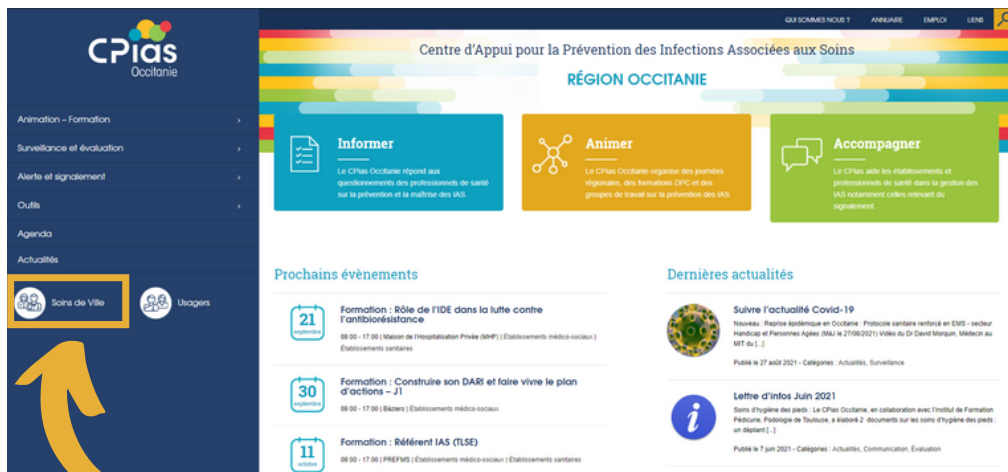 QUI SOMMES NOUS ?
ANNUAIRE
EMPLOI
LIENS
CPias
Occitanie
Animation – Formation
Surveillance et évaluation
Alerte et signalement
Outils
Agenda
Actualités
Soins de Ville
Usagers
Centre d'Appui pour la Prévention des Infections Associées aux Soins
RÉGION OCCITANIE
Informer
Le CPias Occitanie répond aux
questionnements des professionnels de santé
sur la prévention et la maîtrise des IAS.
Animer
Le CPias Occitanie organise des journées
régionales, des formations DPC et des
groupes de travail sur la prévention des IAS.
Accompagner
Le CPias aide les établissements et
professionnels de santé dans la gestion des
IAS notamment celles relevant du
signalement.
Prochains évènements
21
septembre
Formation : Rôle de l'IDE dans la lutte contre
l'antibiorésistance
09:00 - 17:00 | Maison de l'Hospitalisation Privée (MHP) | Établissements médico-sociaux |
Établissements sanitaires
30
septembre
Formation : Construire son DARI et faire vivre le plan
d'actions – J1
09:00 - 17:00 | Béziers | Établissements médico-sociaux
11
octobre
Formation : Référent IAS (TLSE)
09:00 - 17:00 | PREFMS | Établissements médico-sociaux | Établissements sanitaires
Dernières actualités
Suivre l'actualité Covid-19
Nouveau : Reprise épidémique en Occitanie : Protocole sanitaire renforcé en EMS - secteur
Handicap et Personnes Agées (MàJ le 27/08/2021) Vidéo du Dr David Morquin, Médecin au
MIT du [...]
Publié le 27 août 2021 - Catégories : Actualités, Surveillance
Lettre d'infos Juin 2021
Soins d'hygiène des pieds : Le CPias Occitanie, en collaboration avec l'Institut de Formation
Pédicurie, Podologie de Toulouse, a élaboré 2 documents sur les soins d'hygiène des pieds :
un dépliant [...]
Publié le 7 juin 2021 - Catégories : Actualités, Communication, Évaluation